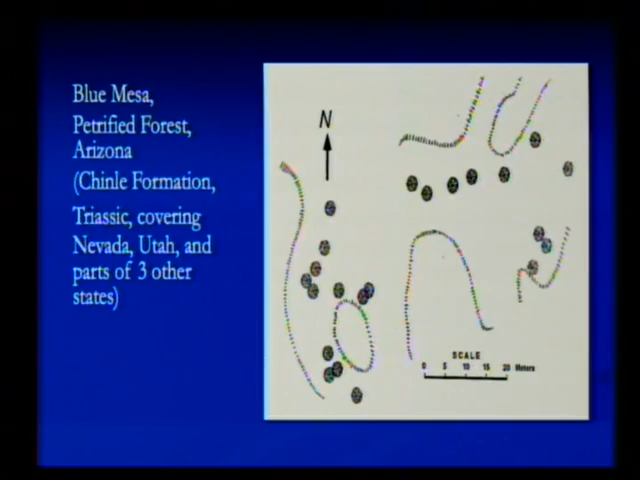 Blue Mesa,
Petrified Forest,
Arizona
(Chinle Formation,
Triassic, covering
Nevada, Utah, and
parts of 3 other
states)
N
SCALE
0 5 10 15 20 Meters